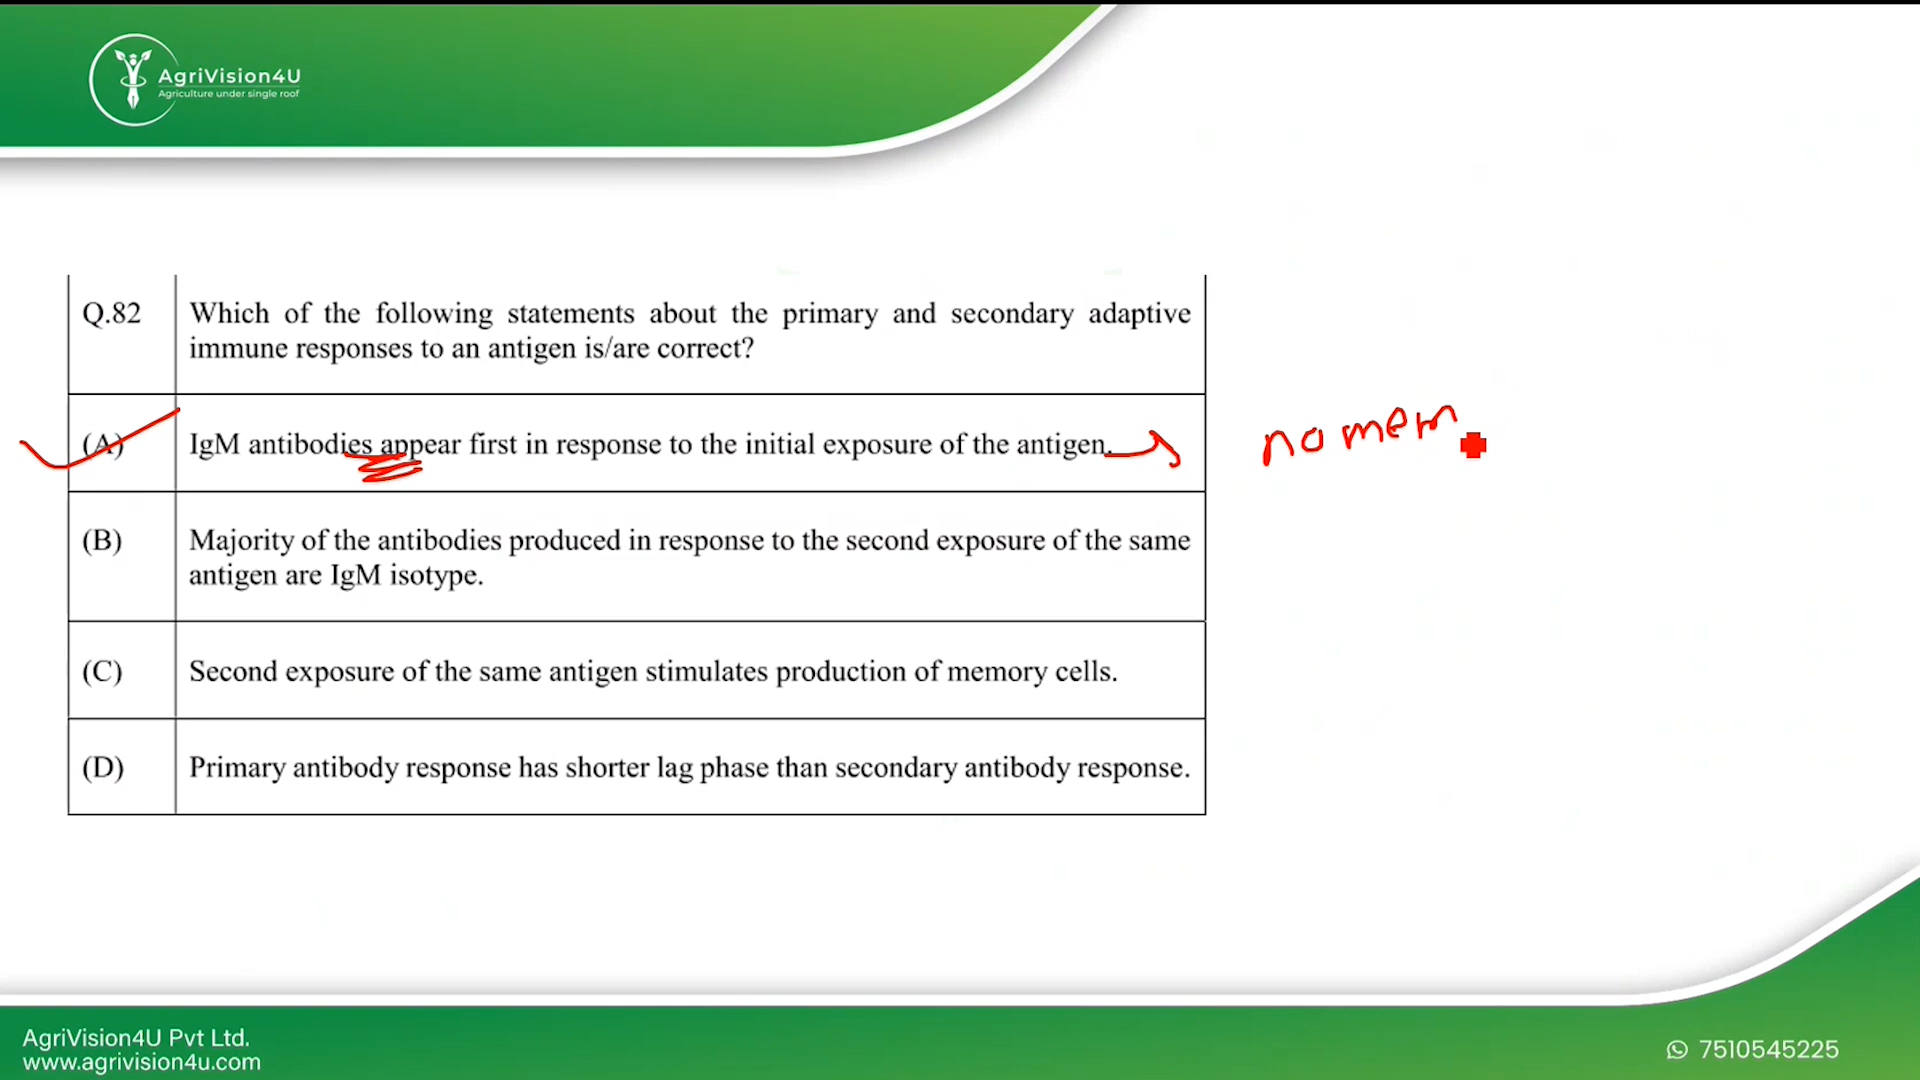 AgriVision4U
Agriculture under single roof
Q.82
Which of the following statements about the primary and secondary adaptive
immune responses to an antigen is/are correct?
(A)
IgM antibodies appear first in response to the initial exposure of the antigen.
no mem
(B)
Majority of the antibodies produced in response to the second exposure of the same
antigen are IgM isotype.
(C)
Second exposure of the same antigen stimulates production of memory cells.
(D)
Primary antibody response has shorter lag phase than secondary antibody response.
AgriVision4U Pvt Ltd.
www.agrivision4u.com
7510545225